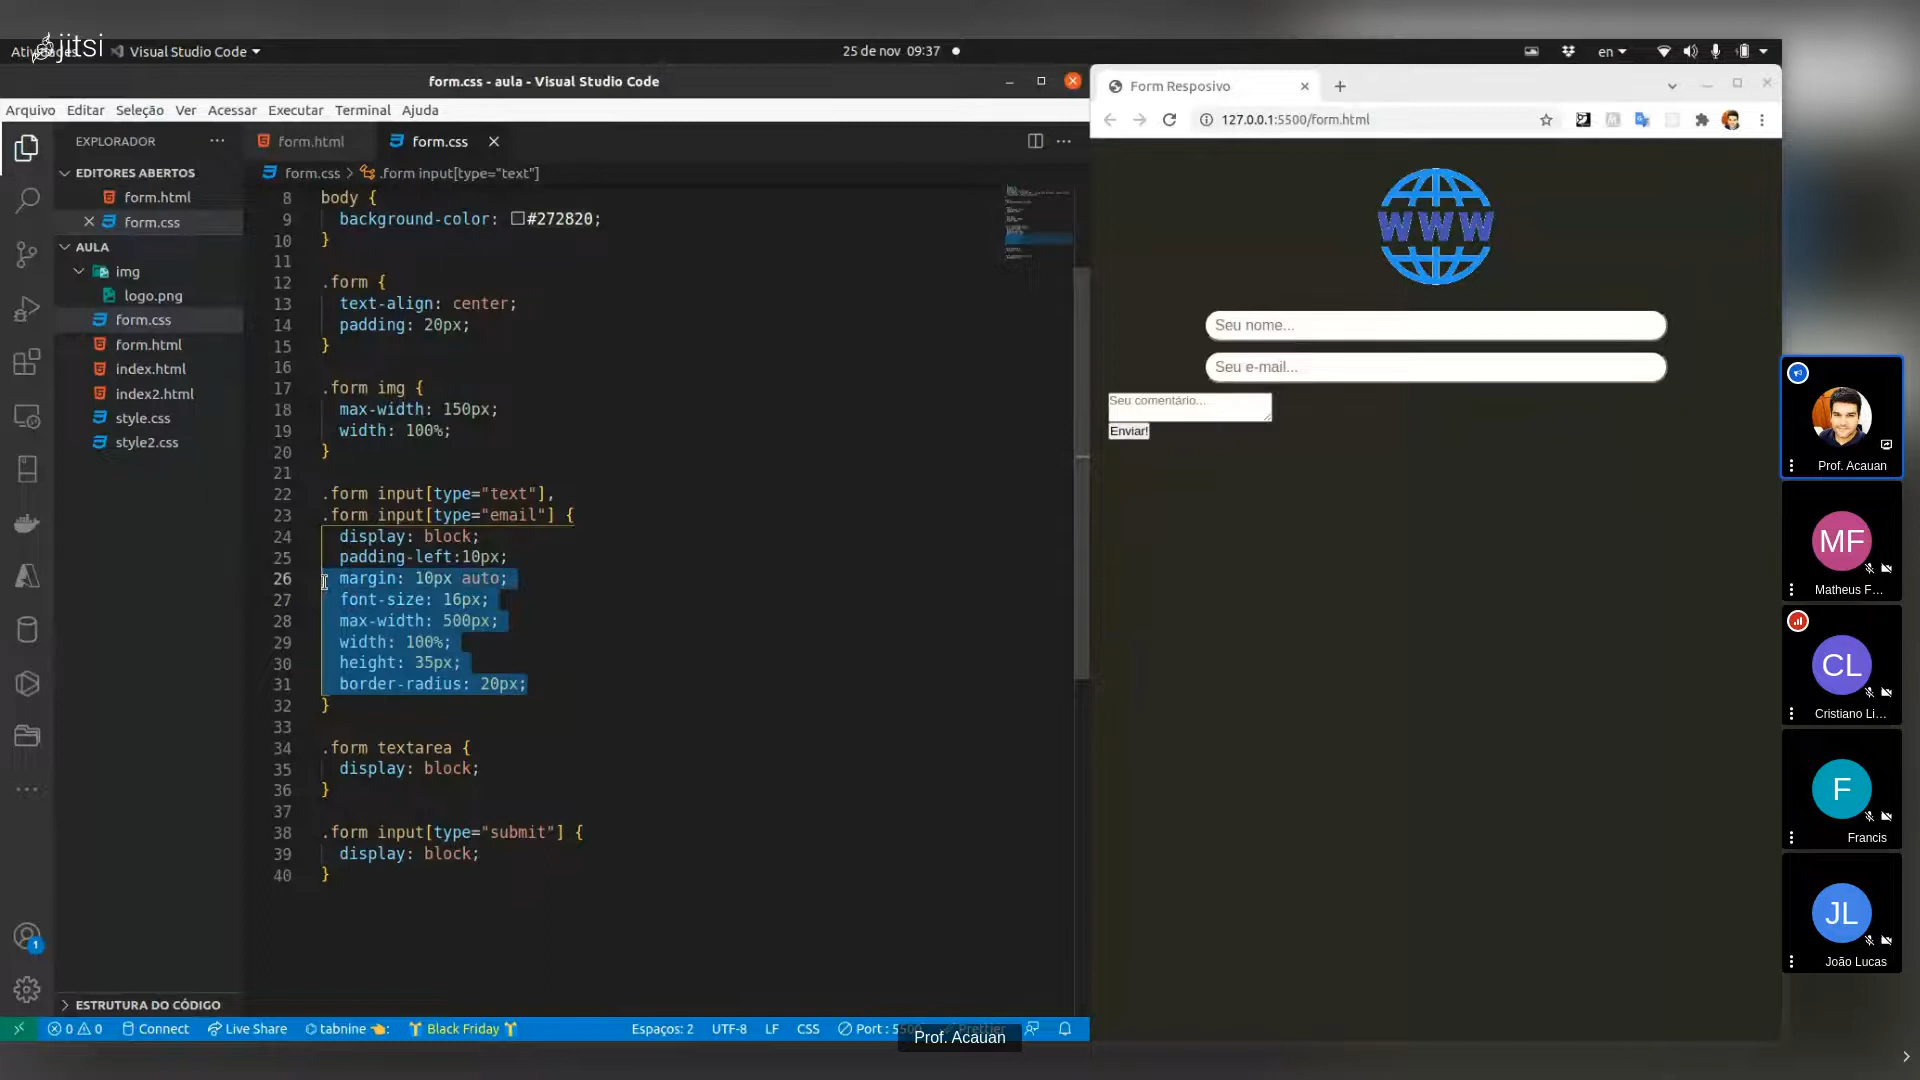 jitsi
Visual Studio Code
25 de nov 09:37
en
form.css - aula - Visual Studio Code
Arquivo Editar Seleção Ver Acessar Executar Terminal Ajuda
EXPLORADOR
EDITORES ABERTOS
form.html
form.css
AULA
img
logo.png
form.css
form.html
index.html
index2.html
style.css
style2.css
ESTRUTURA DO CÓDIGO
form.html
form.css
form.css > .form input[type="text"]
8 body {
9 background-color: #272820;
10 }
11
12 .form {
13 text-align: center;
14 padding: 20px;
15 }
16
17 .form img {
18 max-width: 150px;
19 width: 100%;
20 }
21
22 .form input[type="text"],
23 .form input[type="email"] {
24 display: block;
25 padding-left:10px;
26 margin: 10px auto;
27 font-size: 16px;
28 max-width: 500px;
29 width: 100%;
30 height: 35px;
31 border-radius: 20px;
32 }
33
34 .form textarea {
35 display: block;
36 }
37
38 .form input[type="submit"] {
39 display: block;
40 }
1
0 0 Connect Live Share tabnine Black Friday Espaços: 2 UTF-8 LF CSS Port : 5500 Prettier
Form Resposivo
127.0.0.1:5500/form.html
WWW
Seu nome...
Seu e-mail...
Seu comentário...
Enviar!
Prof. Acauan
MF
Matheus F...
CL
Cristiano Li...
F
Francis
JL
João Lucas
Prof. Acauan